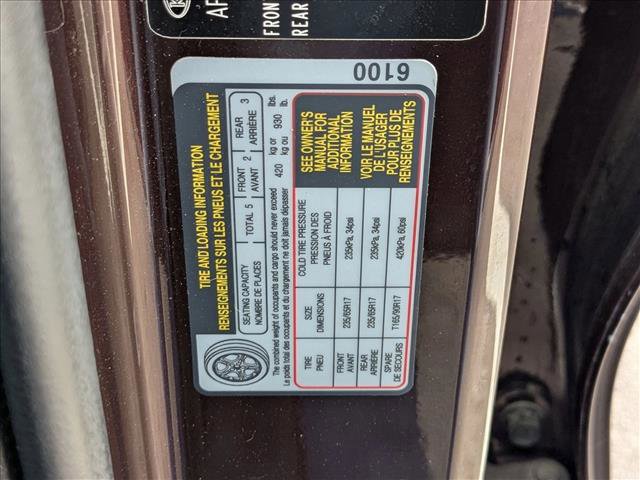 AF
FRONT
REAR
6100
TIRE AND LOADING INFORMATION
RENSEIGNEMENTS SUR LES PNEUS ET LE CHARGEMENT
SEATING CAPACITY TOTAL 5 FRONT 2 REAR 3
NOMBRE DE PLACES AVANT ARRIÈRE
The combined weight of occupants and cargo should never exceed 420 kg or 930 lbs.
Le poids total des occupants et du chargement ne doit jamais dépasser kg ou lb.
TIRE SIZE COLD TIRE PRESSURE
PNEU DIMENSIONS PRESSION DES
PNEUS À FROID
FRONT 235/65R17 235kPa, 34psi
AVANT
REAR 235/65R17 235kPa, 34psi
ARRIÈRE
SPARE T165/90R17 420kPa, 60psi
DE SECOURS
SEE OWNER'S
MANUAL FOR
ADDITIONAL
INFORMATION
VOIR LE MANUEL
DE L'USAGER
POUR PLUS DE
RENSEIGNEMENTS